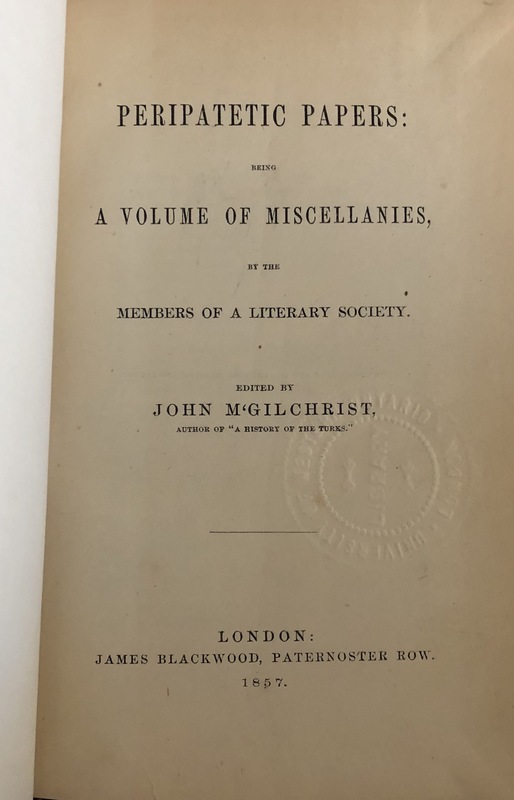 PERIPATETIC PAPERS:
BEING
A VOLUME OF MISCELLANIES,
BY THE
MEMBERS OF A LITERARY SOCIETY.
EDITED BY
JOHN M‘GILCHRIST,
AUTHOR OF "A HISTORY OF THE TURKS."
LONDON:
JAMES BLACKWOOD, PATERNOSTER ROW.
1857.